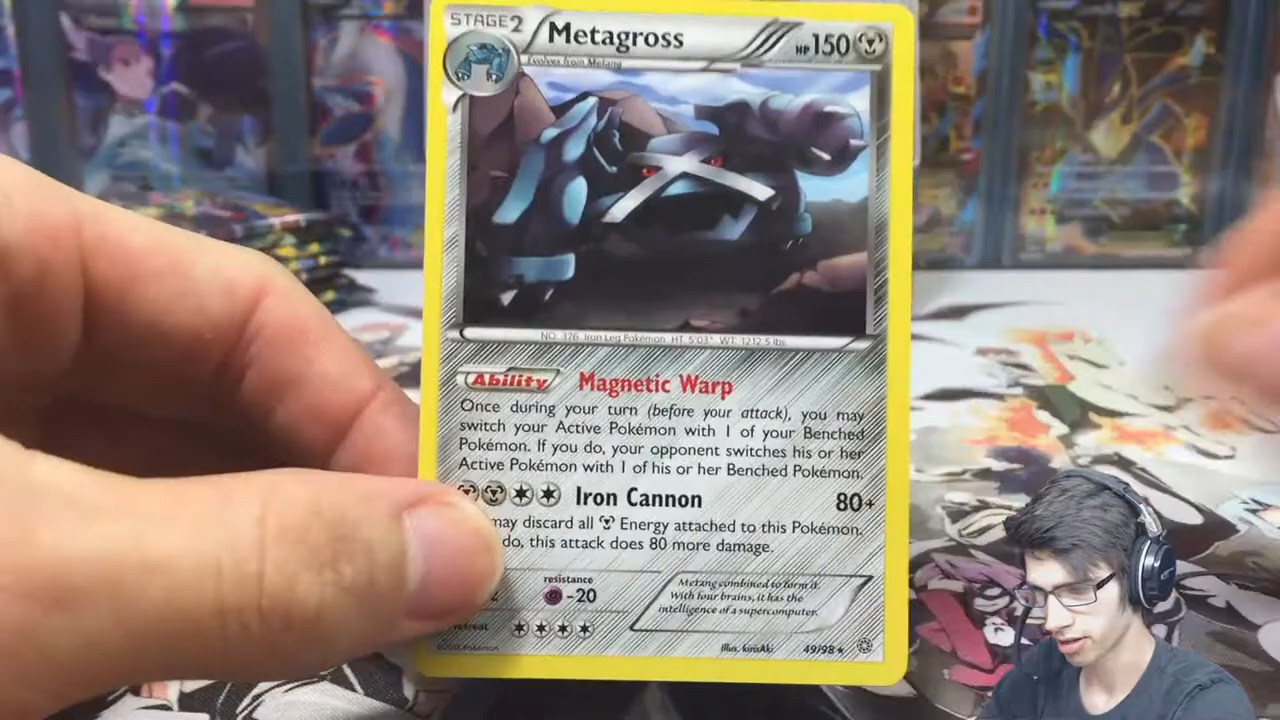 STAGE2 Metagross HP150
Evolves from Metang
NO. 376 Iron Leg Pokémon HT. 5'03" WT. 1212.5 lbs.
Ability Magnetic Warp
Once during your turn (before your attack), you may
switch your Active Pokémon with 1 of your Benched
Pokémon. If you do, your opponent switches his or her
Active Pokémon with 1 of his or her Benched Pokémon.
Iron Cannon 80+
may discard all Energy attached to this Pokémon.
do, this attack does 80 more damage.
resistance
-20
retreat
Metang combined to form it.
With four brains, it has the
intelligence of a supercomputer.
Illus. kirisAki 49/98